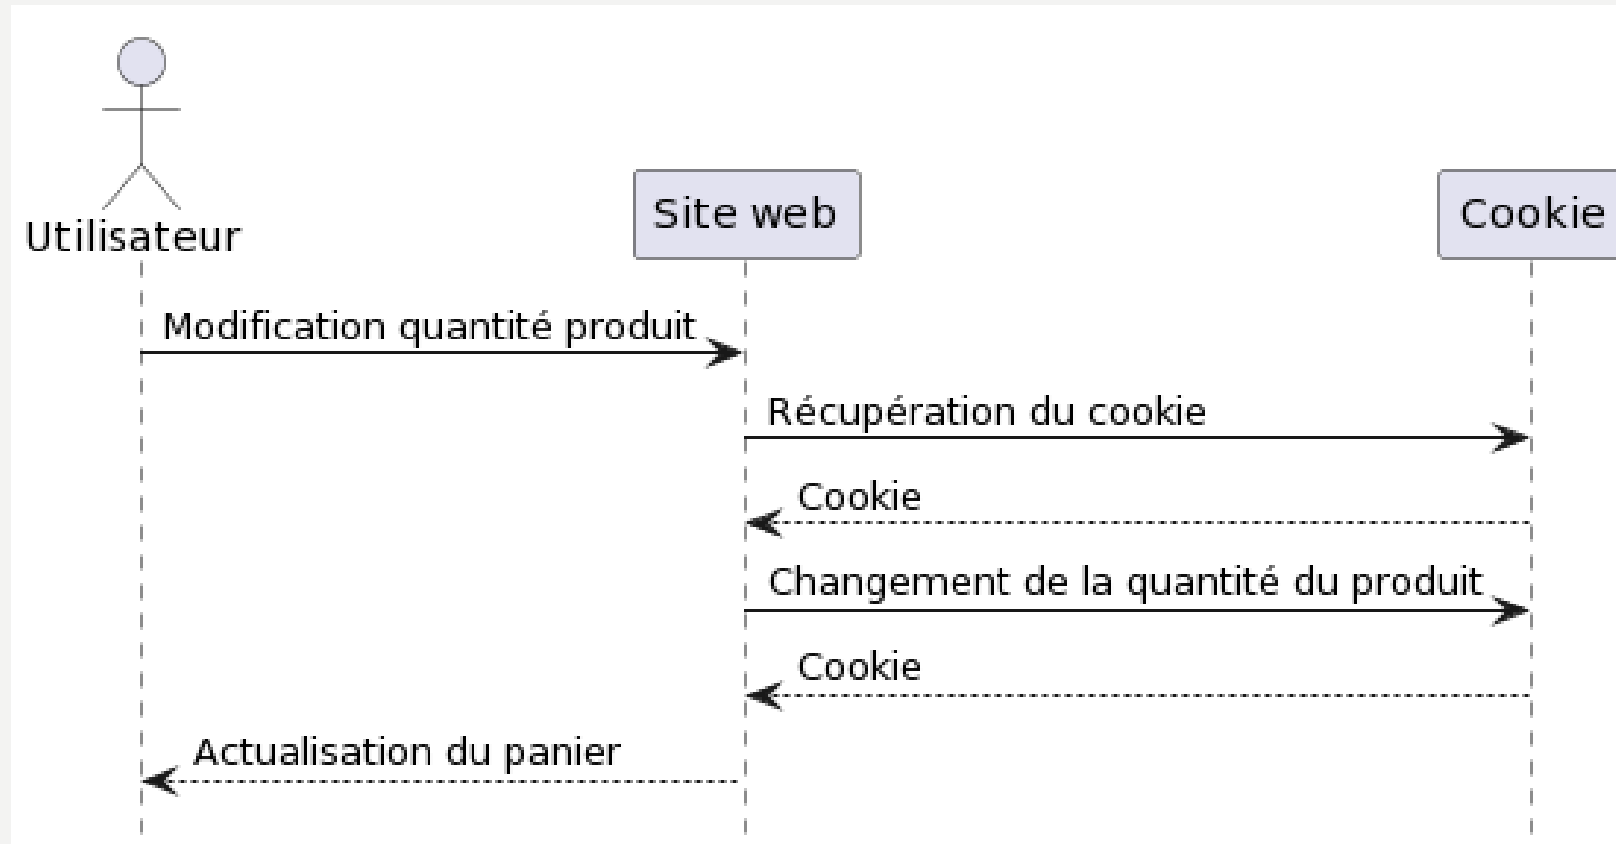 Utilisateur
Site web
Cookie
Modification quantité produit
Récupération du cookie
Cookie
Changement de la quantité du produit
Cookie
Actualisation du panier